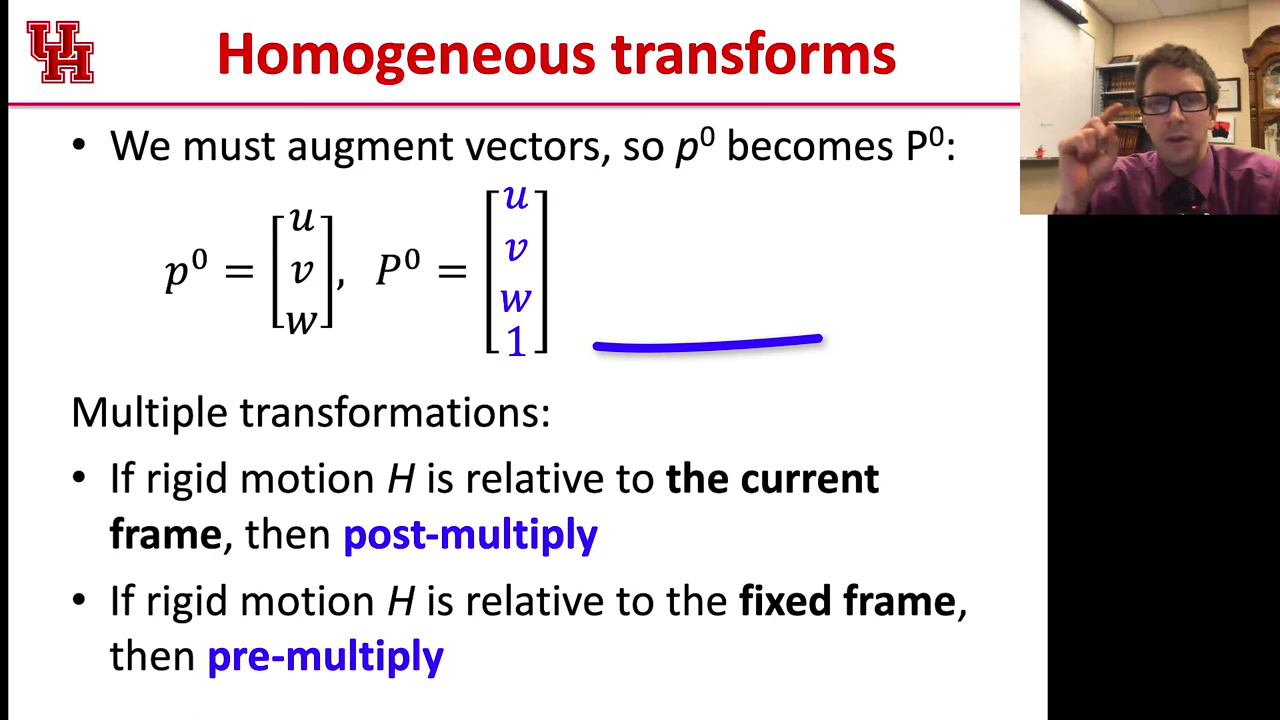 UH
Homogeneous transforms
• We must augment vectors, so p⁰ becomes P⁰:
p⁰ = [u v w], P⁰ = [u v w 1]
Multiple transformations:
• If rigid motion H is relative to the current
frame, then post-multiply
• If rigid motion H is relative to the fixed frame,
then pre-multiply